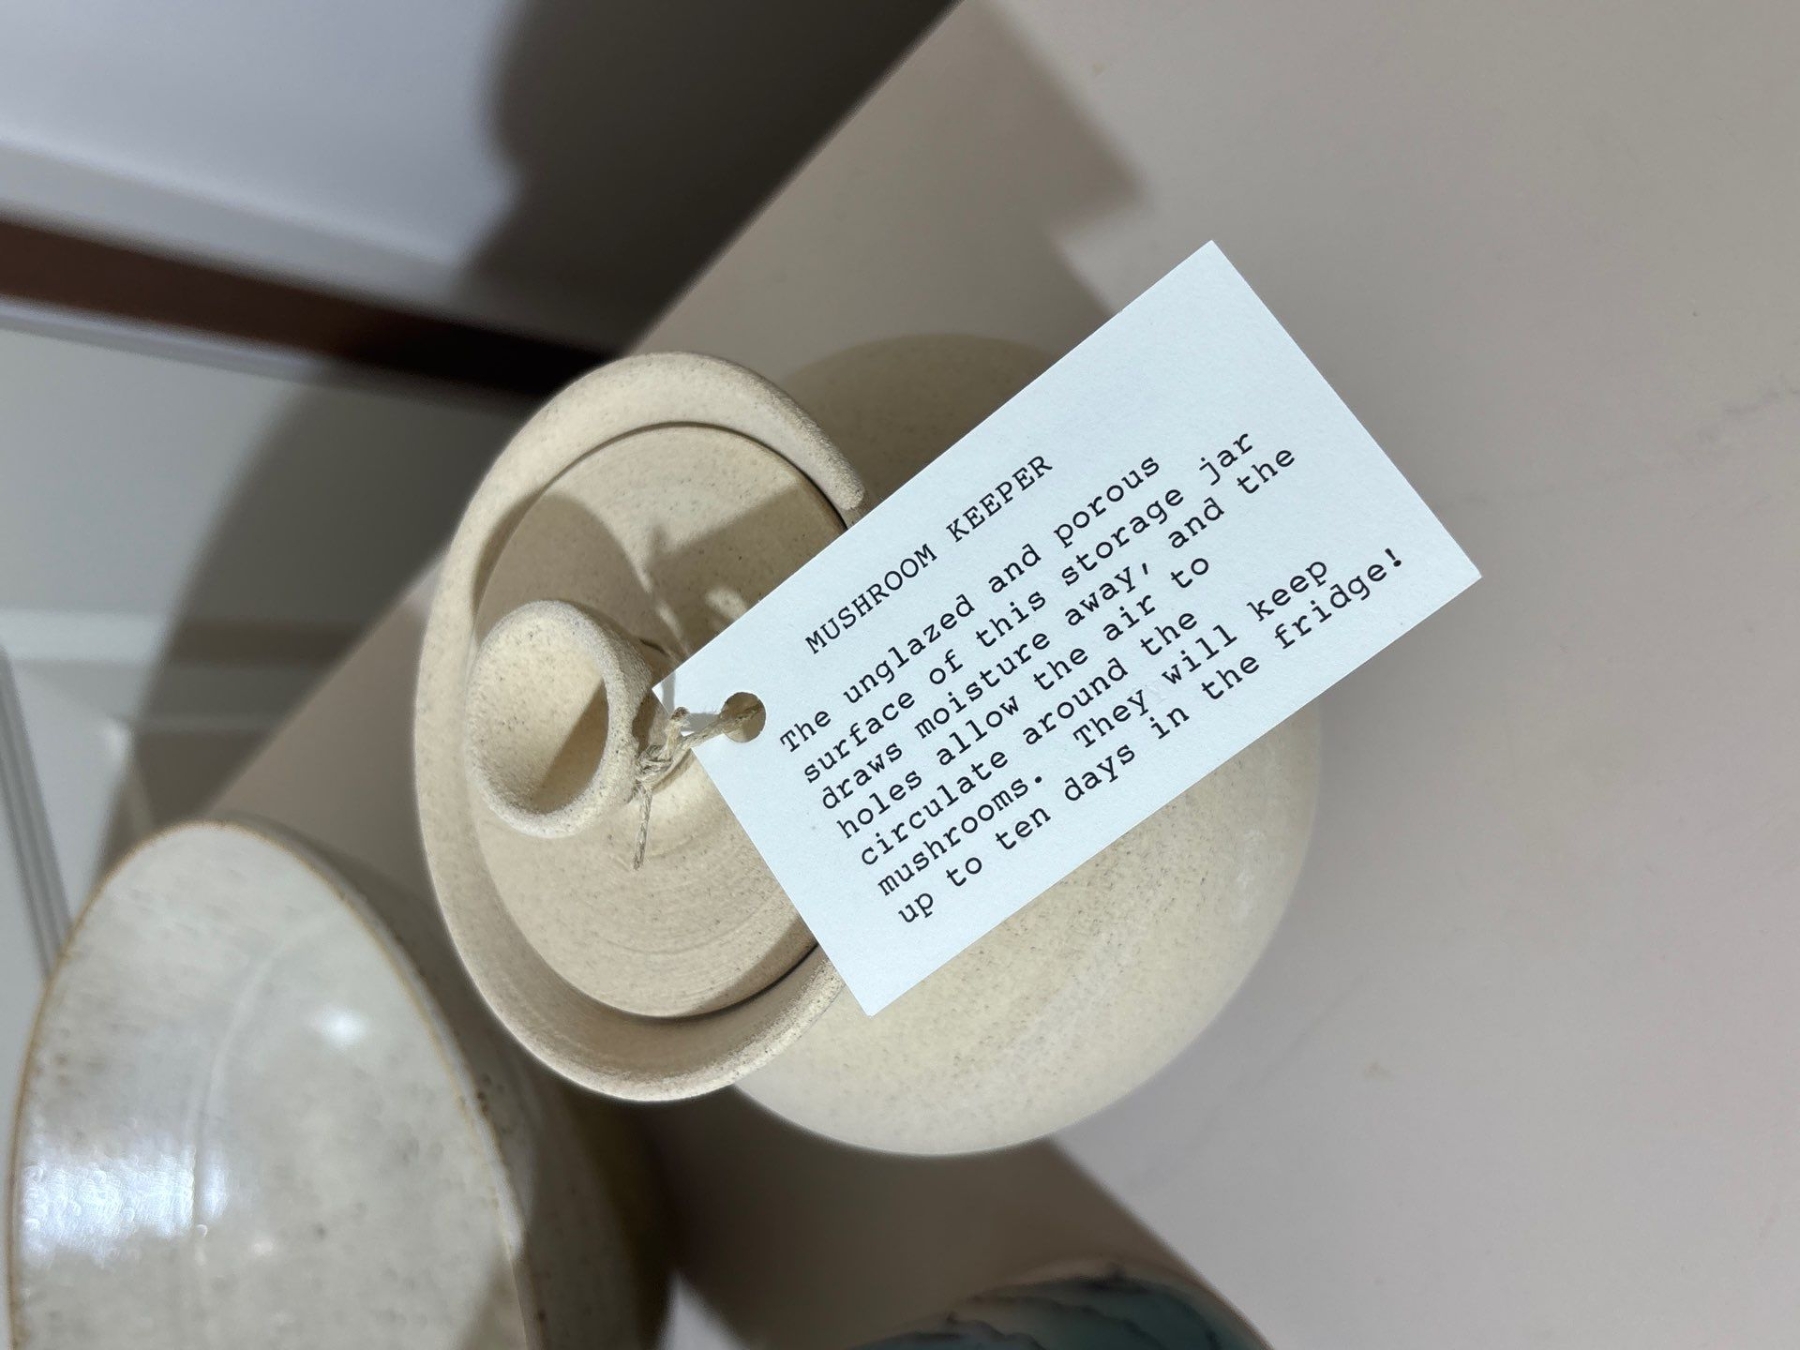 MUSHROOM KEEPER
The unglazed and porous
surface of this storage jar
draws moisture away, and the
holes allow the air to
circulate around the
mushrooms. They will keep
up to ten days in the fridge!